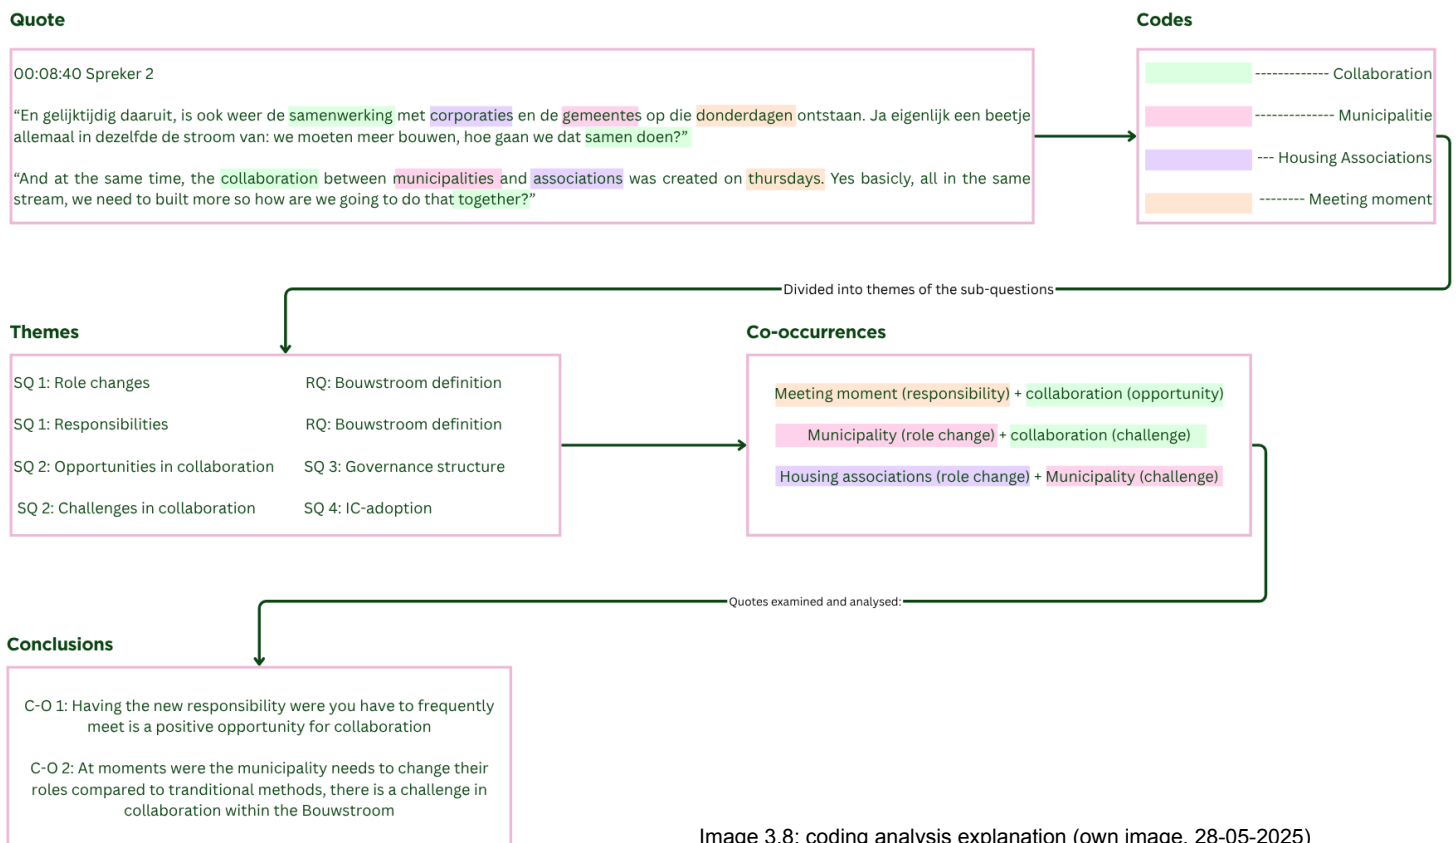 Quote
00:08:40 Spreker 2
“En gelijktijdig daaruit, is ook weer de samenwerking met corporaties en de gemeentes op die donderdagen ontstaan. Ja eigenlijk een beetje
allemaal in dezelfde de stroom van: we moeten meer bouwen, hoe gaan we dat samen doen?”
“And at the same time, the collaboration between municipalities and associations was created on thursdays. Yes basicly, all in the same
stream, we need to built more so how are we going to do that together?”
Codes
------------- Collaboration
-------------- Municipalitie
--- Housing Associations
-------- Meeting moment
Divided into themes of the sub-questions
Themes
SQ 1: Role changes
RQ: Bouwstroom definition
SQ 1: Responsibilities
RQ: Bouwstroom definition
SQ 2: Opportunities in collaboration
SQ 3: Governance structure
SQ 2: Challenges in collaboration
SQ 4: IC-adoption
Co-occurrences
Meeting moment (responsibility) + collaboration (opportunity)
Municipality (role change) + collaboration (challenge)
Housing associations (role change) + Municipality (challenge)
Quotes examined and analysed:
Conclusions
C-O 1: Having the new responsibility were you have to frequently
meet is a positive opportunity for collaboration
C-O 2: At moments were the municipality needs to change their
roles compared to tranditional methods, there is a challenge in
collaboration within the Bouwstroom
Image 3.8: coding analysis explanation (own image, 28-05-2025)